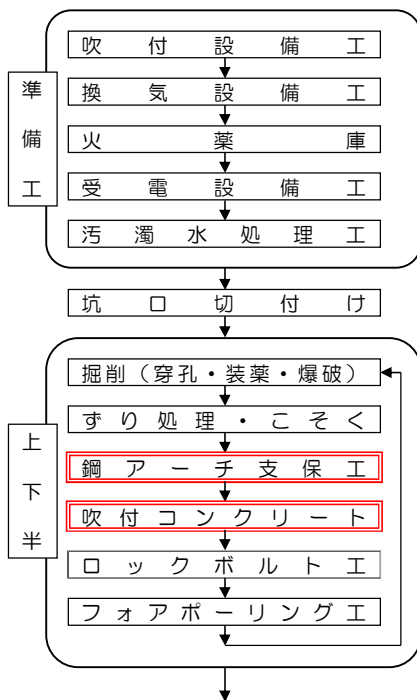 準備工
吹付設備工
換気設備工
火薬庫
受電設備工
汚濁水処理工
坑口切付け
上下半
掘削（穿孔・装薬・爆破）
ずり処理・こそく
鋼アーチ支保工
吹付コンクリート
ロックボルト工
フォアポーリング工